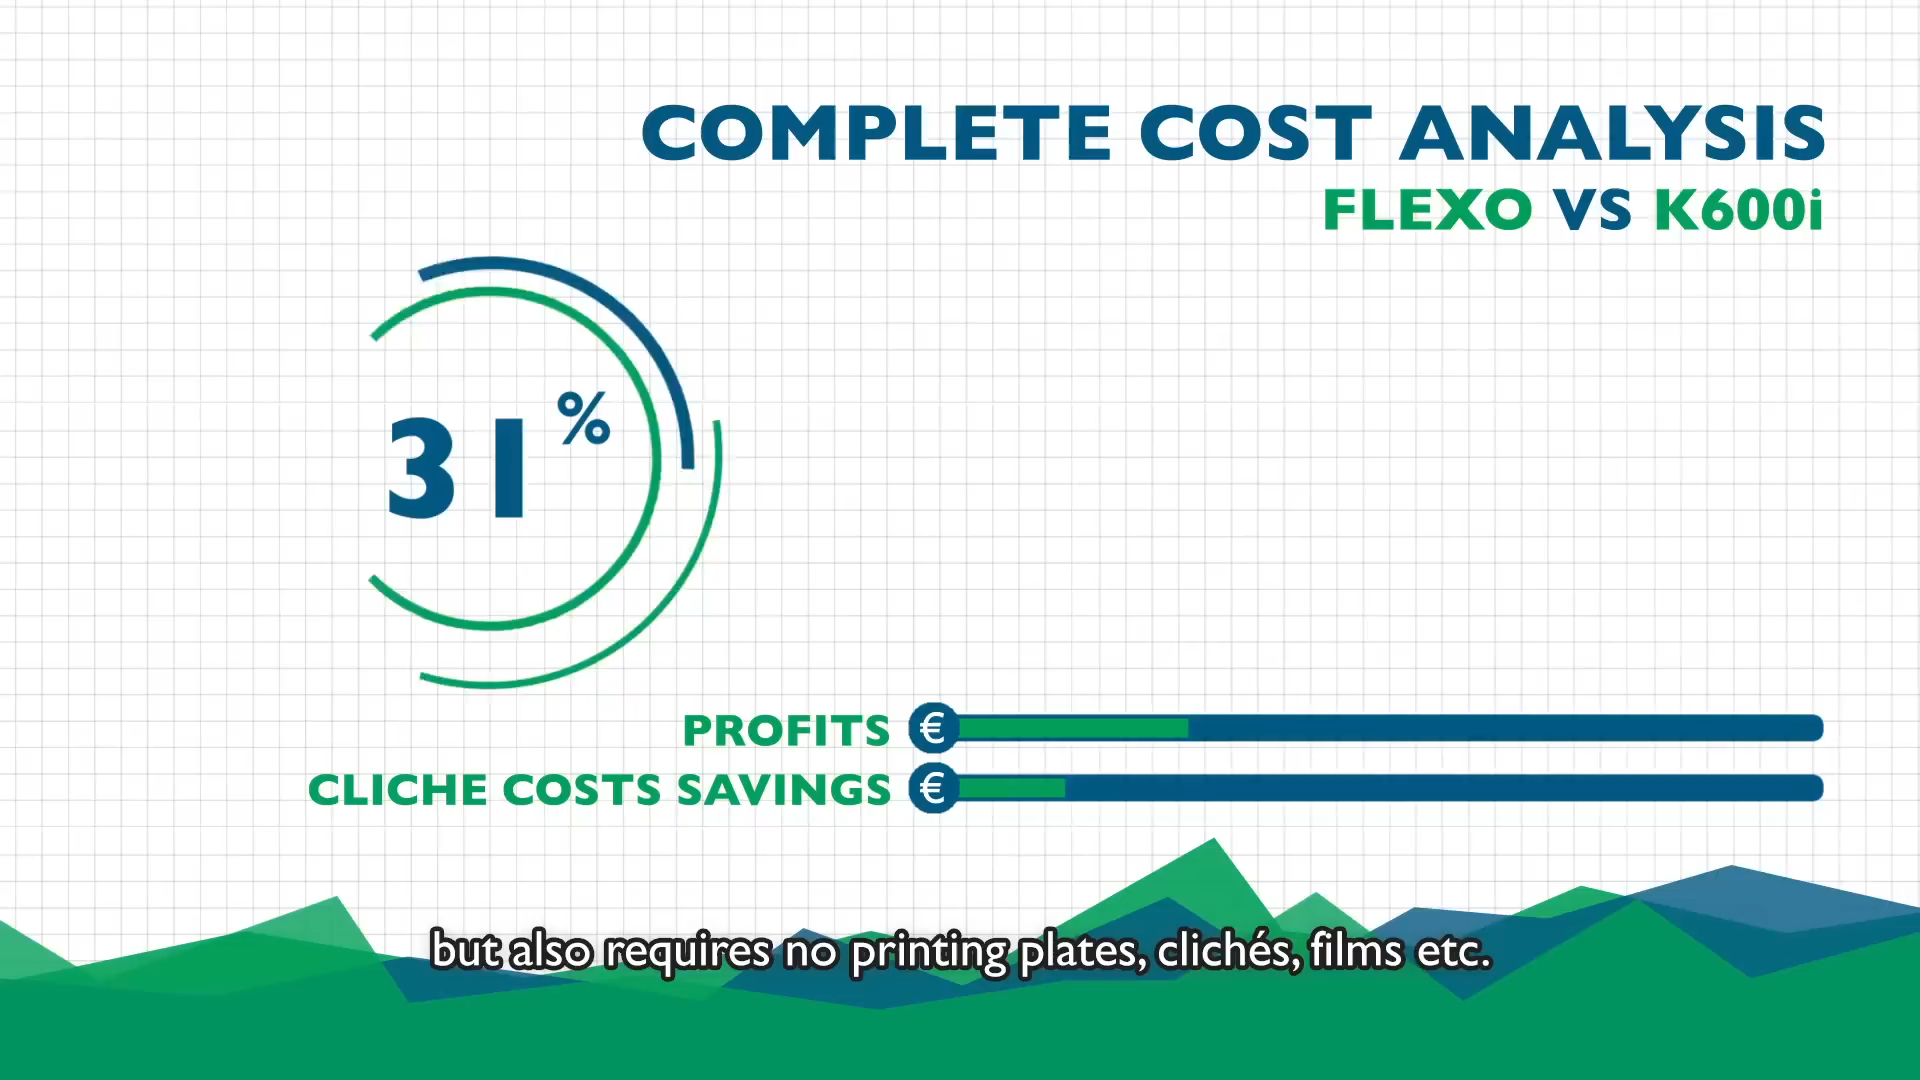 COMPLETE COST ANALYSIS
FLEXO VS K600i
31%
PROFITS €
CLICHE COSTS SAVINGS €
but also requires no printing plates, clichés, films etc.